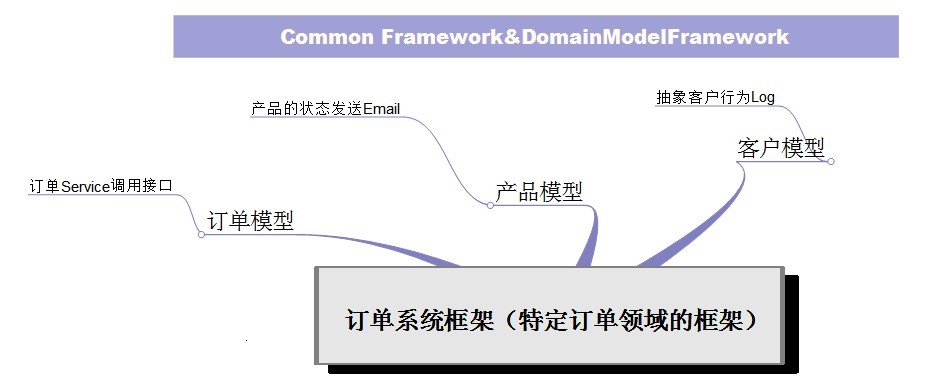 Common Framework&DomainModelFramework
抽象客户行为Log
产品的状态发送Email
客户模型
订单Service调用接口
产品模型
订单模型
订单系统框架（特定订单领域的框架）